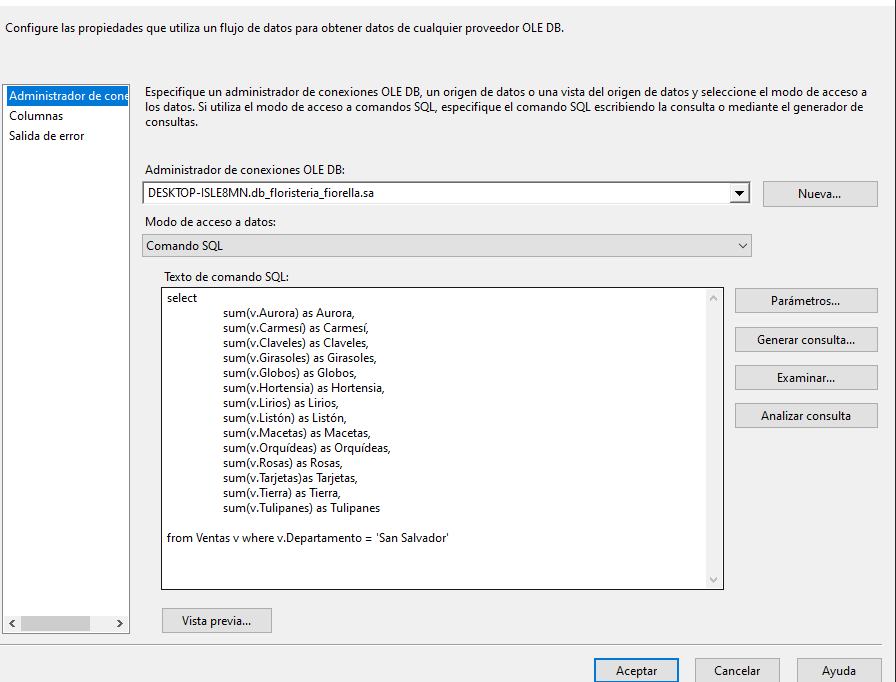 Configure las propiedades que utiliza un flujo de datos para obtener datos de cualquier proveedor OLE DB.
Administrador de cone
Columnas
Salida de error
Especifique un administrador de conexiones OLE DB, un origen de datos o una vista del origen de datos y seleccione el modo de acceso a
los datos. Si utiliza el modo de acceso a comandos SQL, especifique el comando SQL escribiendo la consulta o mediante el generador de
consultas.
Administrador de conexiones OLE DB:
DESKTOP-ISLE8MN.db_floristeria_fiorella.sa
Nueva...
Modo de acceso a datos:
Comando SQL
Texto de comando SQL:
select
sum(v.Aurora) as Aurora,
sum(v.Carmesí) as Carmesí,
sum(v.Claveles) as Claveles,
sum(v.Girasoles) as Girasoles,
sum(v.Globos) as Globos,
sum(v.Hortensia) as Hortensia,
sum(v.Lirios) as Lirios,
sum(v.Listón) as Listón,
sum(v.Macetas) as Macetas,
sum(v.Orquídeas) as Orquídeas,
sum(v.Rosas) as Rosas,
sum(v.Tarjetas)as Tarjetas,
sum(v.Tierra) as Tierra,
sum(v.Tulipanes) as Tulipanes
from Ventas v where v.Departamento = 'San Salvador'
Parámetros...
Generar consulta...
Examinar...
Analizar consulta
Vista previa...
Aceptar
Cancelar
Ayuda